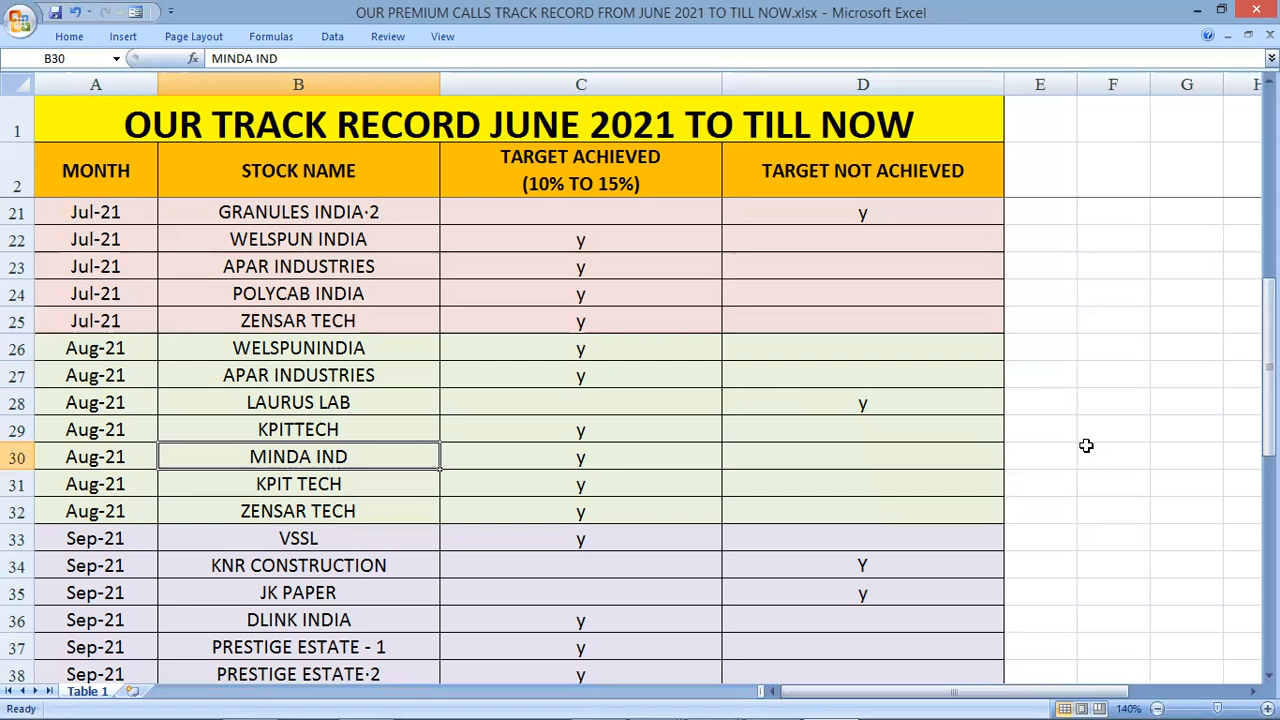 OUR PREMIUM CALLS TRACK RECORD FROM JUNE 2021 TO TILL NOW.xlsx - Microsoft Excel
Home Insert Page Layout Formulas Data Review View
B30 fx MINDA IND
A B C D E F G H
1 OUR TRACK RECORD JUNE 2021 TO TILL NOW
2 MONTH STOCK NAME TARGET ACHIEVED (10% TO 15%) TARGET NOT ACHIEVED
21 Jul-21 GRANULES INDIA·2 y
22 Jul-21 WELSPUN INDIA y
23 Jul-21 APAR INDUSTRIES y
24 Jul-21 POLYCAB INDIA y
25 Jul-21 ZENSAR TECH y
26 Aug-21 WELSPUNINDIA y
27 Aug-21 APAR INDUSTRIES y
28 Aug-21 LAURUS LAB y
29 Aug-21 KPITTECH y
30 Aug-21 MINDA IND y
31 Aug-21 KPIT TECH y
32 Aug-21 ZENSAR TECH y
33 Sep-21 VSSL y
34 Sep-21 KNR CONSTRUCTION Y
35 Sep-21 JK PAPER y
36 Sep-21 DLINK INDIA y
37 Sep-21 PRESTIGE ESTATE - 1 y
38 Sep-21 PRESTIGE ESTATE·2 y
Table 1
Ready 140%